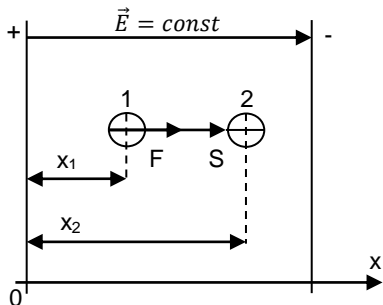 + E⃗ = const -
1 2
F S
x₁
x₂
0 x